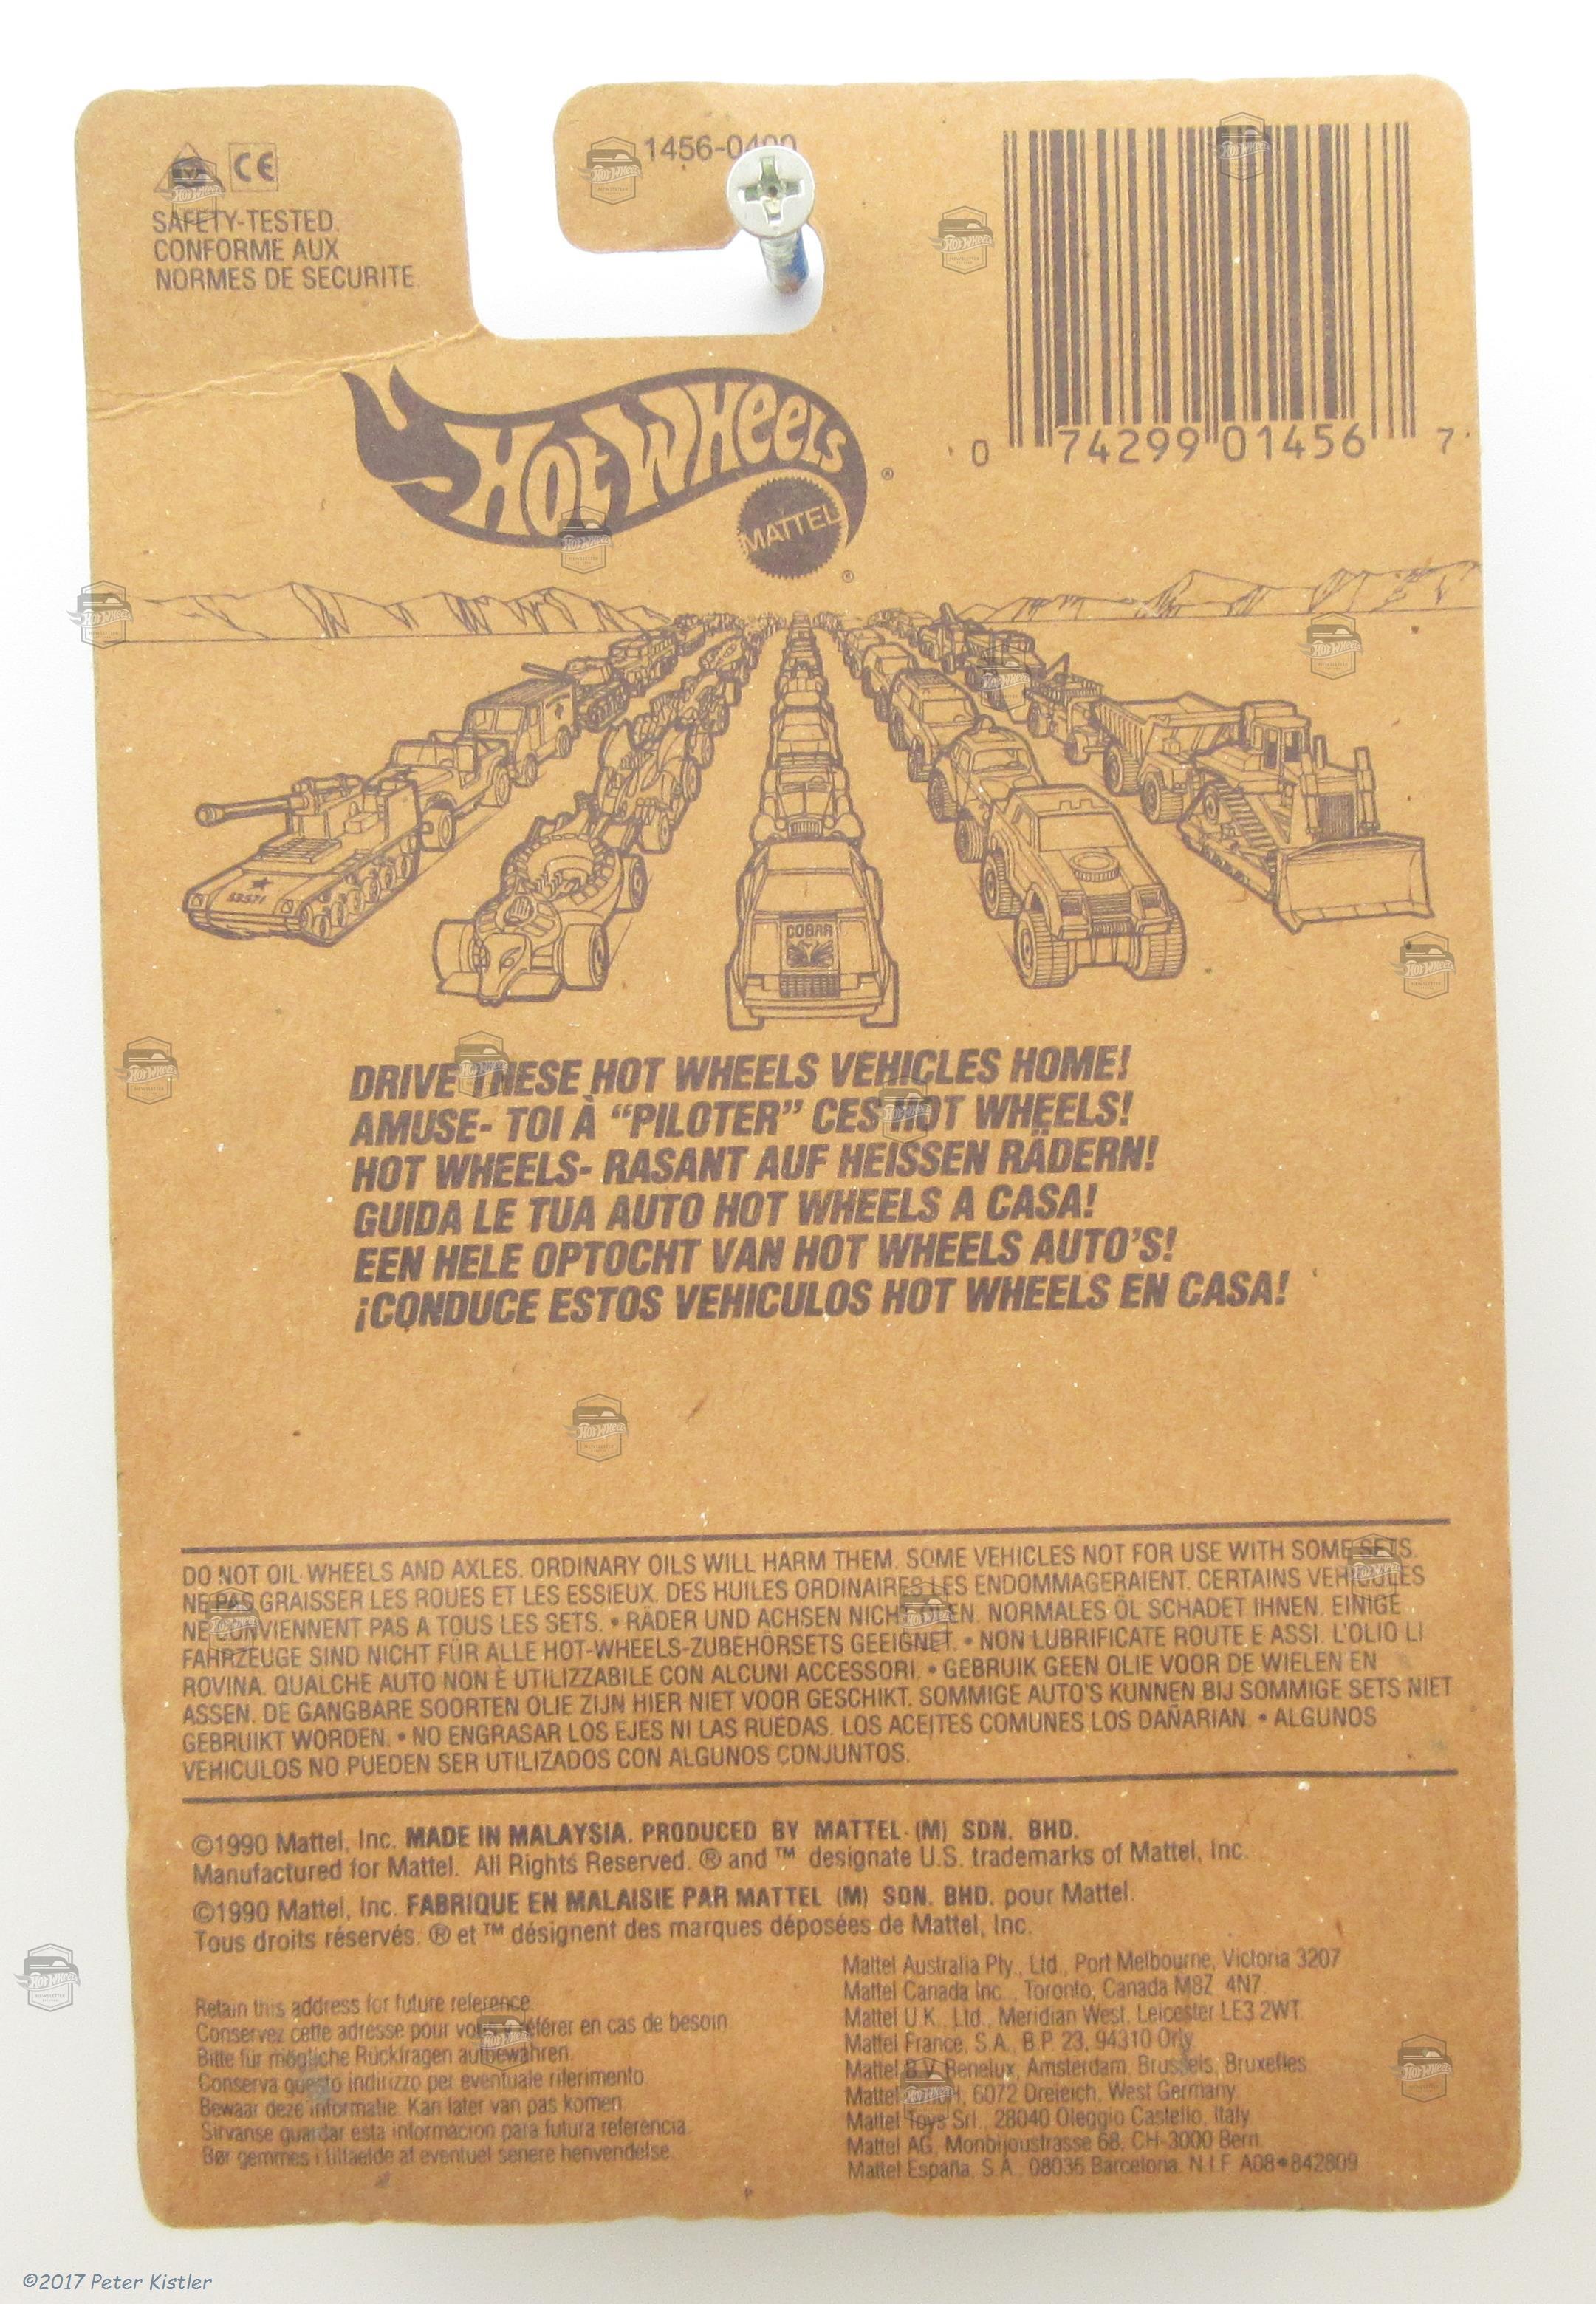 CE
SAFETY-TESTED.
CONFORME AUX
NORMES DE SECURITE
0 74299 01456 7
HOT WHEELS ®
MATTEL ®
53571
COBRA
DRIVE THESE HOT WHEELS VEHICLES HOME!
AMUSE- TOI À “PILOTER” CES HOT WHEELS!
HOT WHEELS- RASANT AUF HEISSEN RÄDERN!
GUIDA LE TUA AUTO HOT WHEELS A CASA!
EEN HELE OPTOCHT VAN HOT WHEELS AUTO’S!
¡CONDUCE ESTOS VEHICULOS HOT WHEELS EN CASA!
DO NOT OIL WHEELS AND AXLES. ORDINARY OILS WILL HARM THEM. SOME VEHICLES NOT FOR USE WITH SOME SETS.
NE PAS GRAISSER LES ROUES ET LES ESSIEUX. DES HUILES ORDINAIRES LES ENDOMMAGERAIENT. CERTAINS VEHICULES
NE CONVIENNENT PAS A TOUS LES SETS. • RÄDER UND ACHSEN NICHT ÖLEN. NORMALES ÖL SCHADET IHNEN. EINIGE
FAHRZEUGE SIND NICHT FÜR ALLE HOT-WHEELS-ZUBEHÖRSETS GEEIGNET. • NON LUBRIFICATE ROUTE E ASSI. L'OLIO LI
ROVINA. QUALCHE AUTO NON È UTILIZZABILE CON ALCUNI ACCESSORI. • GEBRUIK GEEN OLIE VOOR DE WIELEN EN
ASSEN. DE GANGBARE SOORTEN OLIE ZIJN HIER NIET VOOR GESCHIKT. SOMMIGE AUTO'S KUNNEN BIJ SOMMIGE SETS NIET
GEBRUIKT WORDEN. • NO ENGRASAR LOS EJES NI LAS RUEDAS. LOS ACEITES COMUNES LOS DAÑARIAN. • ALGUNOS
VEHICULOS NO PUEDEN SER UTILIZADOS CON ALGUNOS CONJUNTOS.
©1990 Mattel, Inc. MADE IN MALAYSIA. PRODUCED BY MATTEL (M) SDN. BHD.
Manufactured for Mattel. All Rights Reserved. ® and ™ designate U.S. trademarks of Mattel, Inc.
©1990 Mattel, Inc. FABRIQUE EN MALAISIE PAR MATTEL (M) SDN. BHD. pour Mattel.
Tous droits réservés. ® et ™ désignent des marques déposées de Mattel, Inc.
Retain this address for future reference.
Conservez cette adresse pour vous référer en cas de besoin.
Bitte für mögliche Rückfragen aufbewahren.
Conserva questo indirizzo per eventuale riferimento.
Bewaar deze informatie. Kan later van pas komen.
Sirvanse guardar esta informacion para futura referencia.
Bør gemmes i tilfaelde af eventuel senere henvendelse.
Mattel Australia Pty., Ltd., Port Melbourne, Victoria 3207
Mattel Canada Inc., Toronto, Canada M8Z 4N7.
Mattel U.K., Ltd., Meridian West, Leicester LE3 2WT.
Mattel France, S.A., B.P. 23, 94310 Orly.
Mattel B.V. Benelux, Amsterdam. Brussels, Bruxelles.
Mattel GmbH, 6072 Dreieich, West Germany.
Mattel Toys Srl., 28040 Oleggio Castello, Italy.
Mattel AG, Monbijoustrasse 68, CH-3000 Bern.
Mattel España, S.A., 08036 Barcelona. N.I.F. A08•842809
©2017 Peter Kistler